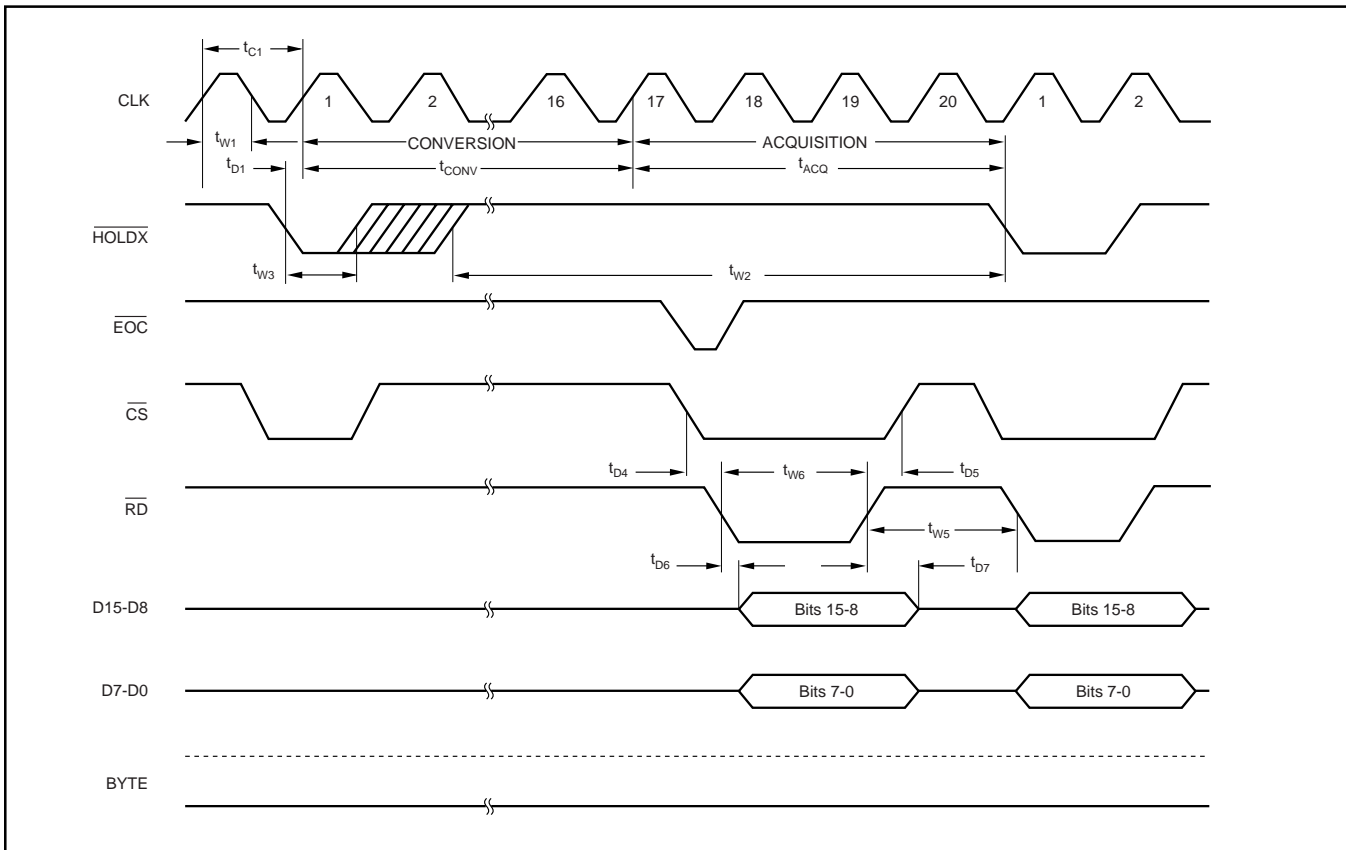 tC1
CLK 1 2 16 17 18 19 20 1 2
tW1 CONVERSION ACQUISITION
tD1 tCONV tACQ
HOLDX
tW3 tW2
EOC
CS
tD4 tW6 tD5
RD
tW5
tD6 tD7
D15-D8 Bits 15-8 Bits 15-8
D7-D0 Bits 7-0 Bits 7-0
BYTE